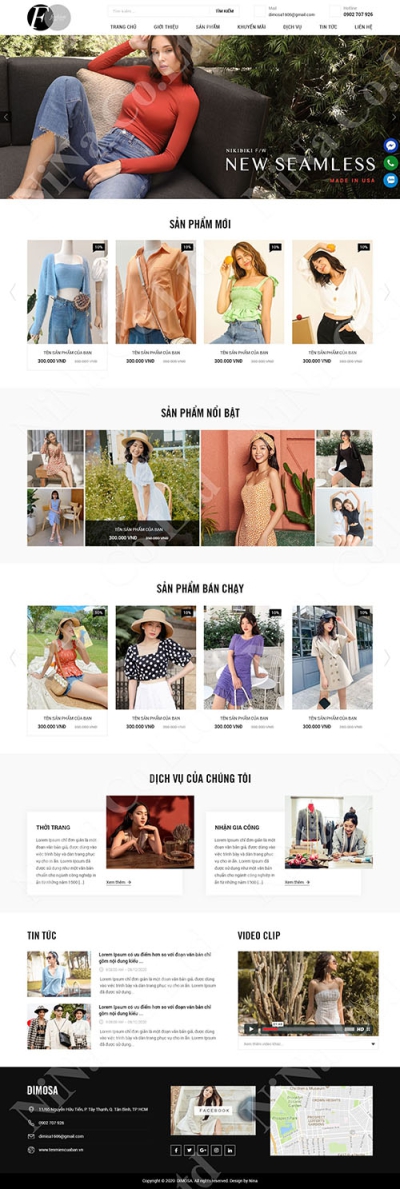 Tìm kiếm...
TÌM KIẾM
Mail
dimosa1689@gmail.com
Hotline
0902 707 926
TRANG CHỦ GIỚI THIỆU SẢN PHẨM KHUYẾN MÃI DỊCH VỤ TIN TỨC LIÊN HỆ
NIKIBIKI F/W
NEW SEAMLESS
MADE IN USA
SẢN PHẨM MỚI
10% 10% 10% 10%
TÊN SẢN PHẨM CỦA BẠN TÊN SẢN PHẨM CỦA BẠN TÊN SẢN PHẨM CỦA BẠN TÊN SẢN PHẨM CỦA BẠN
300.000 VNĐ 300.000 VNĐ 300.000 VNĐ 300.000 VNĐ
SẢN PHẨM NỔI BẬT
TÊN SẢN PHẨM CỦA BẠN
300.000 VNĐ
SẢN PHẨM BÁN CHẠY
10% 10% 10% 10%
TÊN SẢN PHẨM CỦA BẠN TÊN SẢN PHẨM CỦA BẠN TÊN SẢN PHẨM CỦA BẠN TÊN SẢN PHẨM CỦA BẠN
300.000 VNĐ 300.000 VNĐ 300.000 VNĐ 300.000 VNĐ
DỊCH VỤ CỦA CHÚNG TÔI
THỜI TRANG
Lorem Ipsum chỉ đơn giản là một
đoạn văn bản giả, được dùng vào
việc trình bày và dàn trang phục
vụ cho in ấn. Lorem Ipsum đã
được sử dụng như một văn bản
chuẩn cho ngành công nghiệp in
ấn từ những năm 1500 [...]
Xem thêm
NHẬN GIA CÔNG
Lorem Ipsum chỉ đơn giản là một
đoạn văn bản giả, được dùng vào
việc trình bày và dàn trang phục
vụ cho in ấn. Lorem Ipsum đã
được sử dụng như một văn bản
chuẩn cho ngành công nghiệp in
ấn từ những năm 1500 [...]
Xem thêm
TIN TỨC
Lorem Ipsum có ưu điểm hơn so với đoạn văn bản chỉ
gồm nội dung kiểu ...
Lorem Ipsum chỉ đơn giản là một đoạn văn bản giả, được dùng
vào việc trình bày và dàn trang phục vụ cho in ấn. Lorem Ipsum
đã được sử dụng...
Lorem Ipsum có ưu điểm hơn so với đoạn văn bản chỉ
gồm nội dung kiểu ...
Lorem Ipsum chỉ đơn giản là một đoạn văn bản giả, được dùng
vào việc trình bày và dàn trang phục vụ cho in ấn. Lorem Ipsum
đã được sử dụng...
VIDEO CLIP
HD
Xem thêm video khác...
DIMOSA
11/55 Nguyễn Hữu Tiến, P. Tây Thạnh, Q. Tân Bình, TP HCM
0902 707 926
dimosa1689@gmail.com
www.tenmiencuaban.vn
FACEBOOK
Copyright © 2020 DIMOSA. All rights reserved. Design by Nina